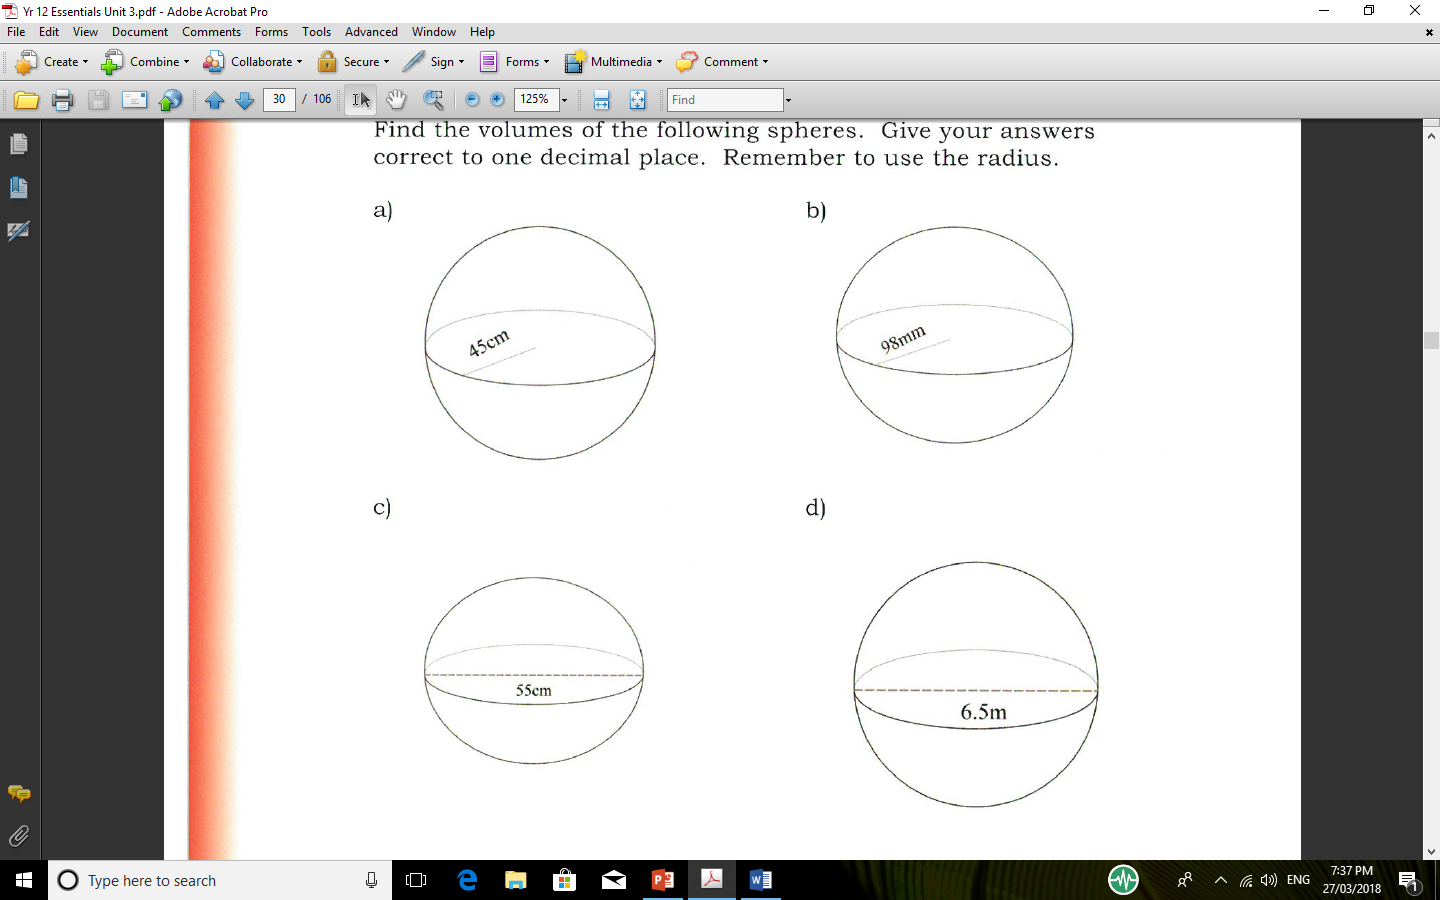 Yr 12 Essentials Unit 3.pdf - Adobe Acrobat Pro
File Edit View Document Comments Forms Tools Advanced Window Help
Create Combine Collaborate Secure Sign Forms Multimedia Comment
30 / 106 125% Find
Find the volumes of the following spheres. Give your answers
correct to one decimal place. Remember to use the radius.
a) b)
45cm 98mm
c) d)
55cm 6.5m
Type here to search
ENG 7:37 PM
27/03/2018 1